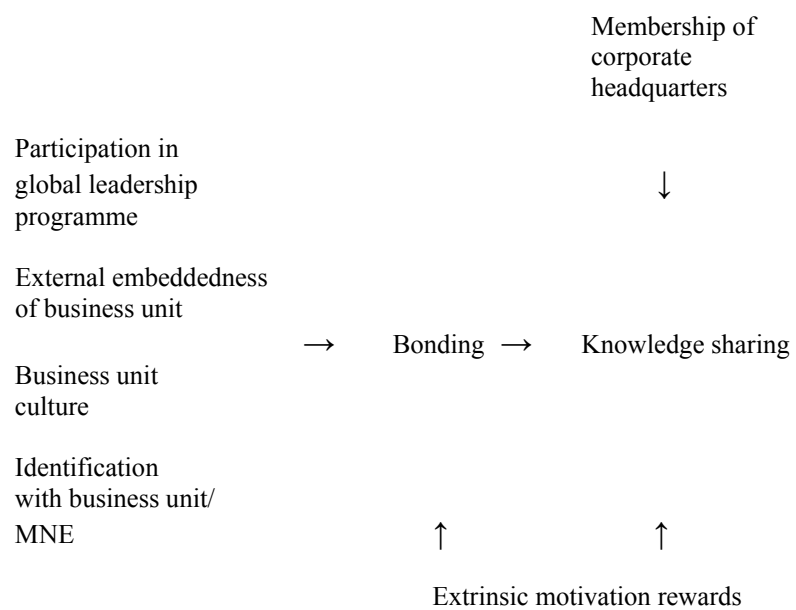 Membership of
corporate
headquarters
Participation in
global leadership
programme
↓
External embeddedness
of business unit
→ Bonding → Knowledge sharing
Business unit
culture
Identification
with business unit/
MNE
↑ ↑
Extrinsic motivation rewards